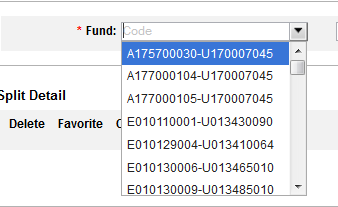 * Fund: Code
A175700030-U170007045
A177000104-U170007045
A177000105-U170007045
Split Detail
E010110001-U013430090
Delete Favorite
E010129004-U013410064
E010130006-U013465010
E010130009-U013485010